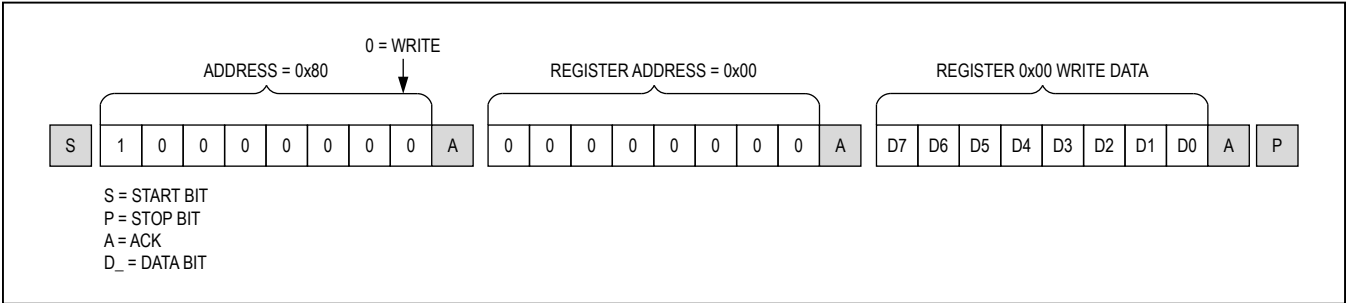 0 = WRITE
ADDRESS = 0x80 REGISTER ADDRESS = 0x00 REGISTER 0x00 WRITE DATA
S 1 0 0 0 0 0 0 0 A 0 0 0 0 0 0 0 0 A D7 D6 D5 D4 D3 D2 D1 D0 A P
S = START BIT
P = STOP BIT
A = ACK
D_ = DATA BIT